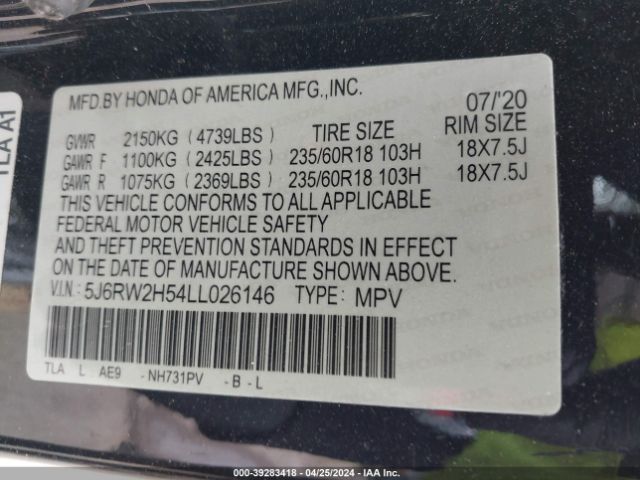 TLA A1
MFD.BY HONDA OF AMERICA MFG.,INC. 07/'20
GVWR 2150KG (4739LBS) TIRE SIZE RIM SIZE
GAWR F 1100KG (2425LBS) 235/60R18 103H 18X7.5J
GAWR R 1075KG (2369LBS) 235/60R18 103H 18X7.5J
THIS VEHICLE CONFORMS TO ALL APPLICABLE
FEDERAL MOTOR VEHICLE SAFETY
AND THEFT PREVENTION STANDARDS IN EFFECT
ON THE DATE OF MANUFACTURE SHOWN ABOVE.
V.I.N: 5J6RW2H54LL026146 TYPE: MPV
TLA L AE9 -NH731PV -B-L
000-39283418 - 04/25/2024 - IAA Inc.